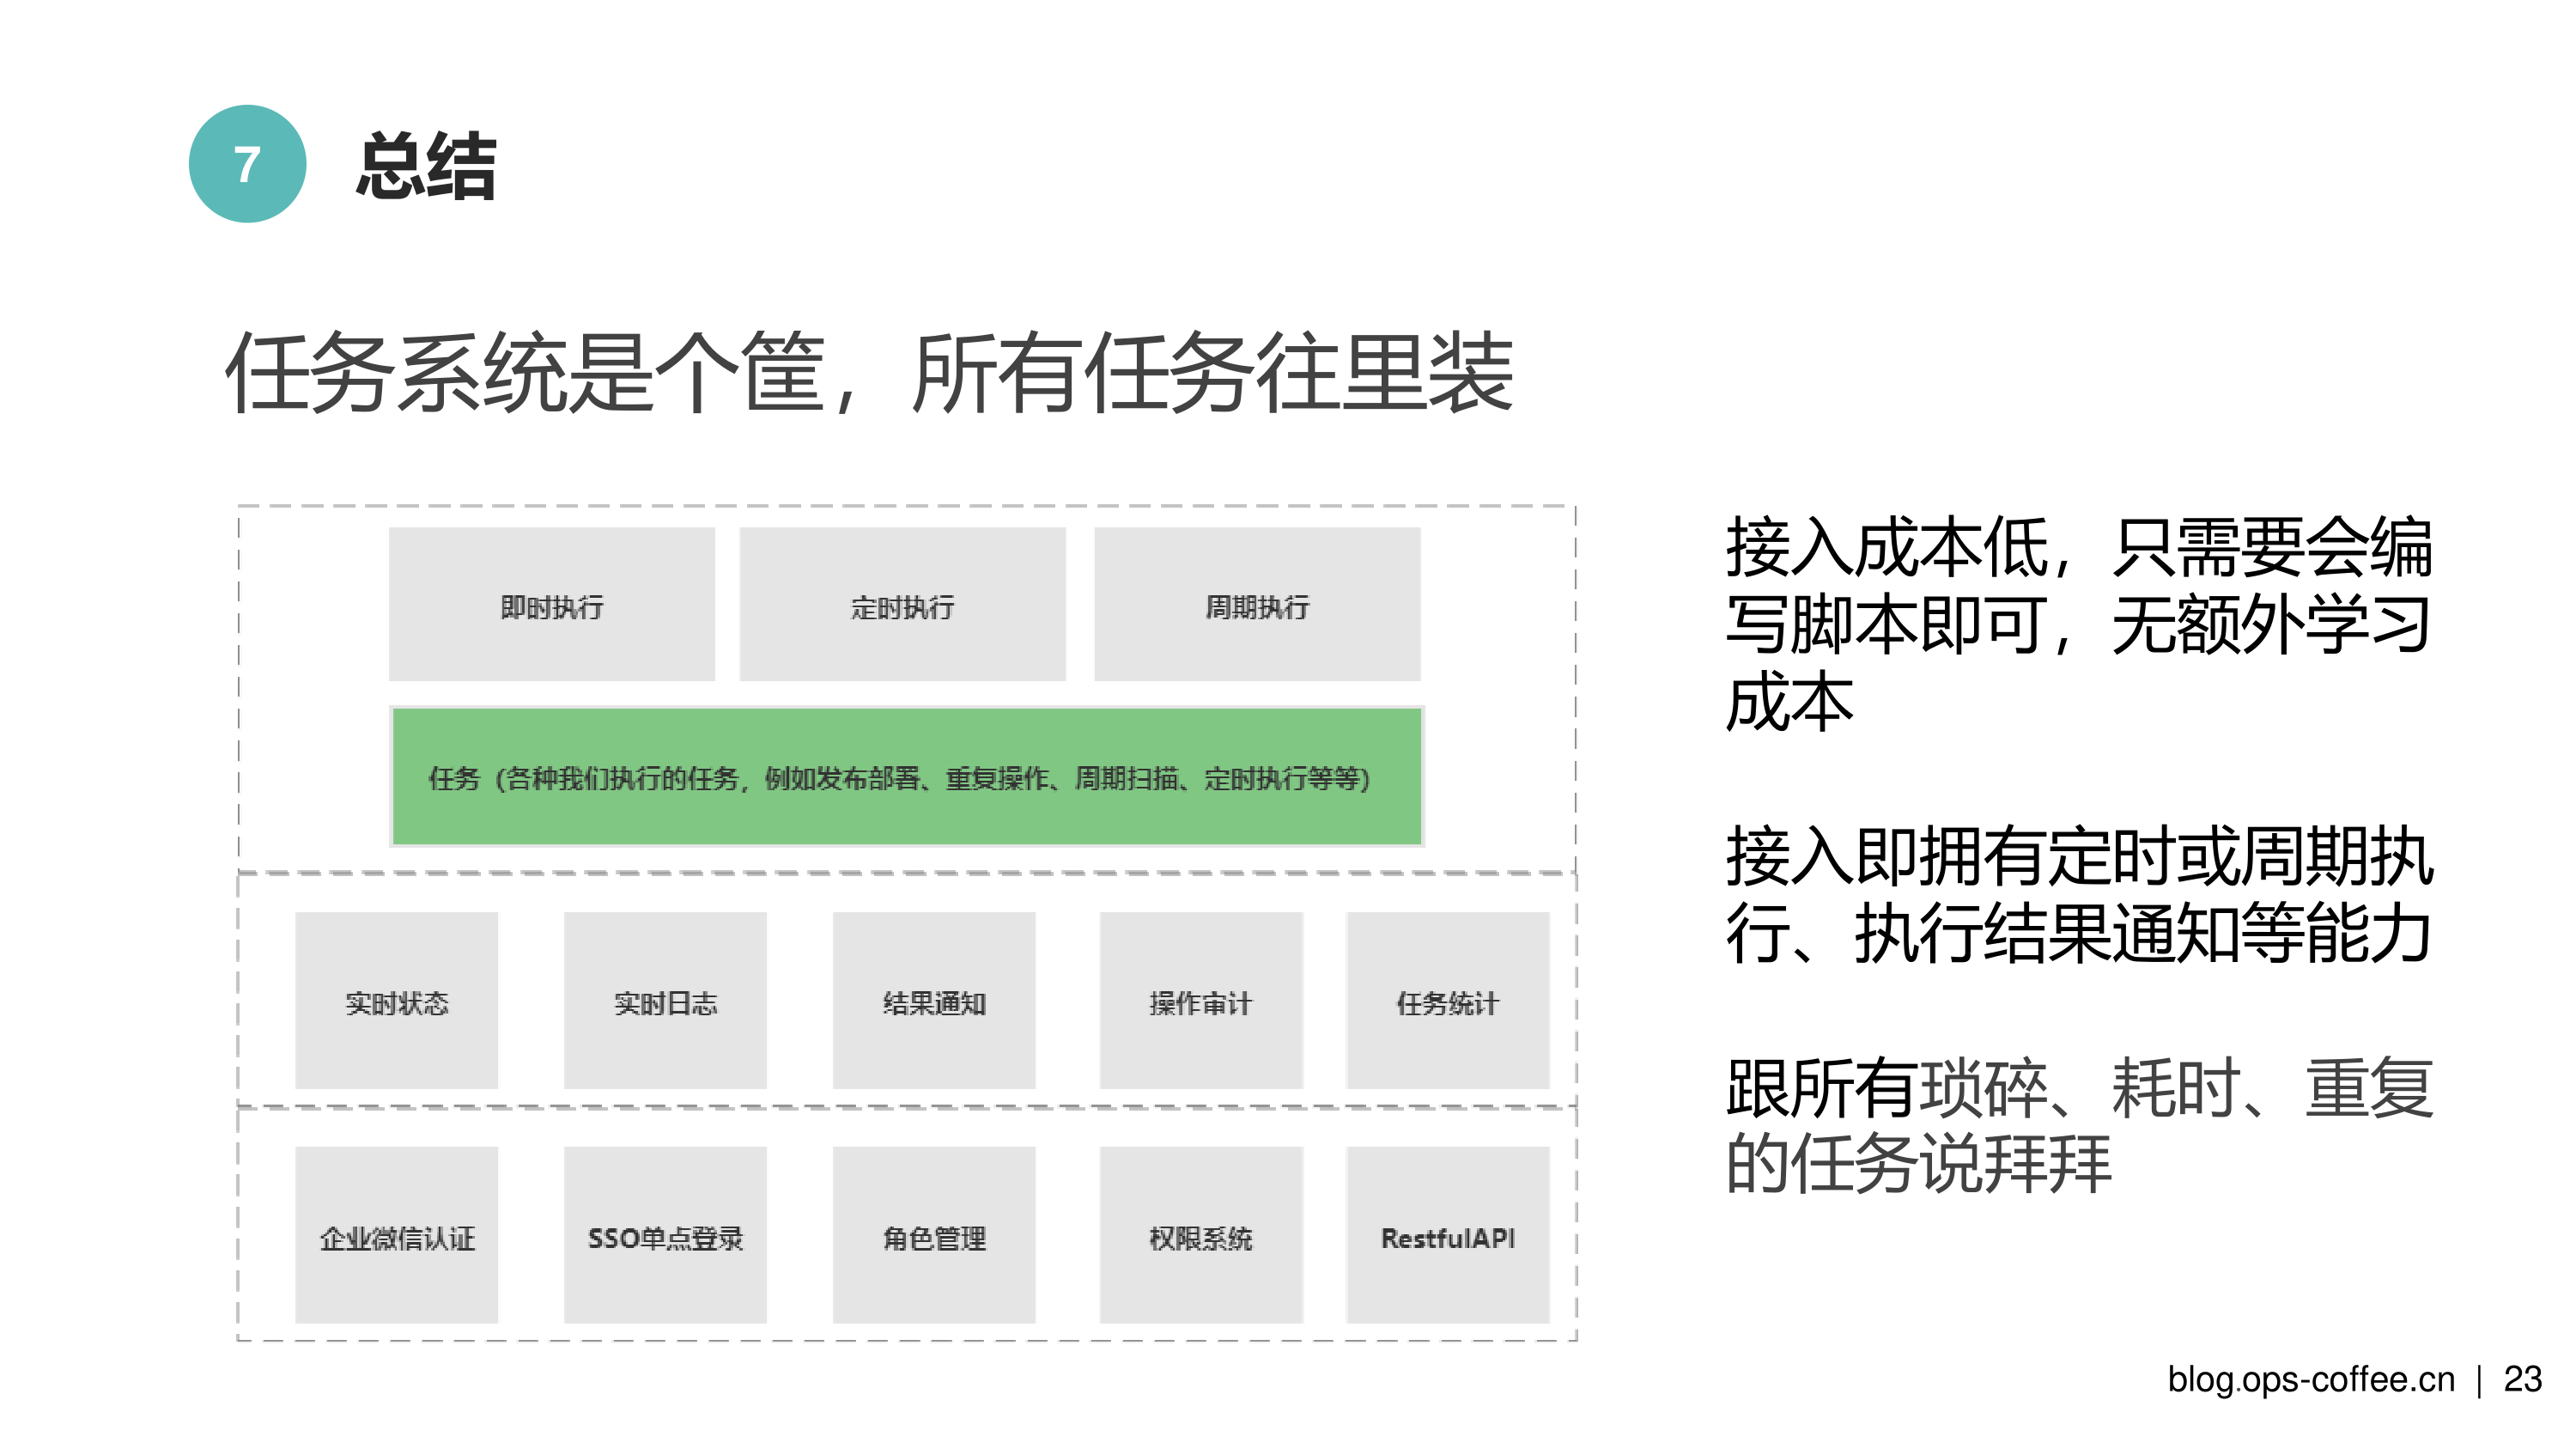 7
总结
任务系统是个筐，所有任务往里装
即时执行
定时执行
周期执行
任务（各种我们执行的任务，例如发布部署、重复操作、周期扫描、定时执行等等）
实时状态
实时日志
结果通知
操作审计
任务统计
企业微信认证
SSO单点登录
角色管理
权限系统
RestfulAPI
接入成本低，只需要会编
写脚本即可，无额外学习
成本
接入即拥有定时或周期执
行、执行结果通知等能力
跟所有琐碎、耗时、重复
的任务说拜拜
blog.ops-coffee.cn | 23